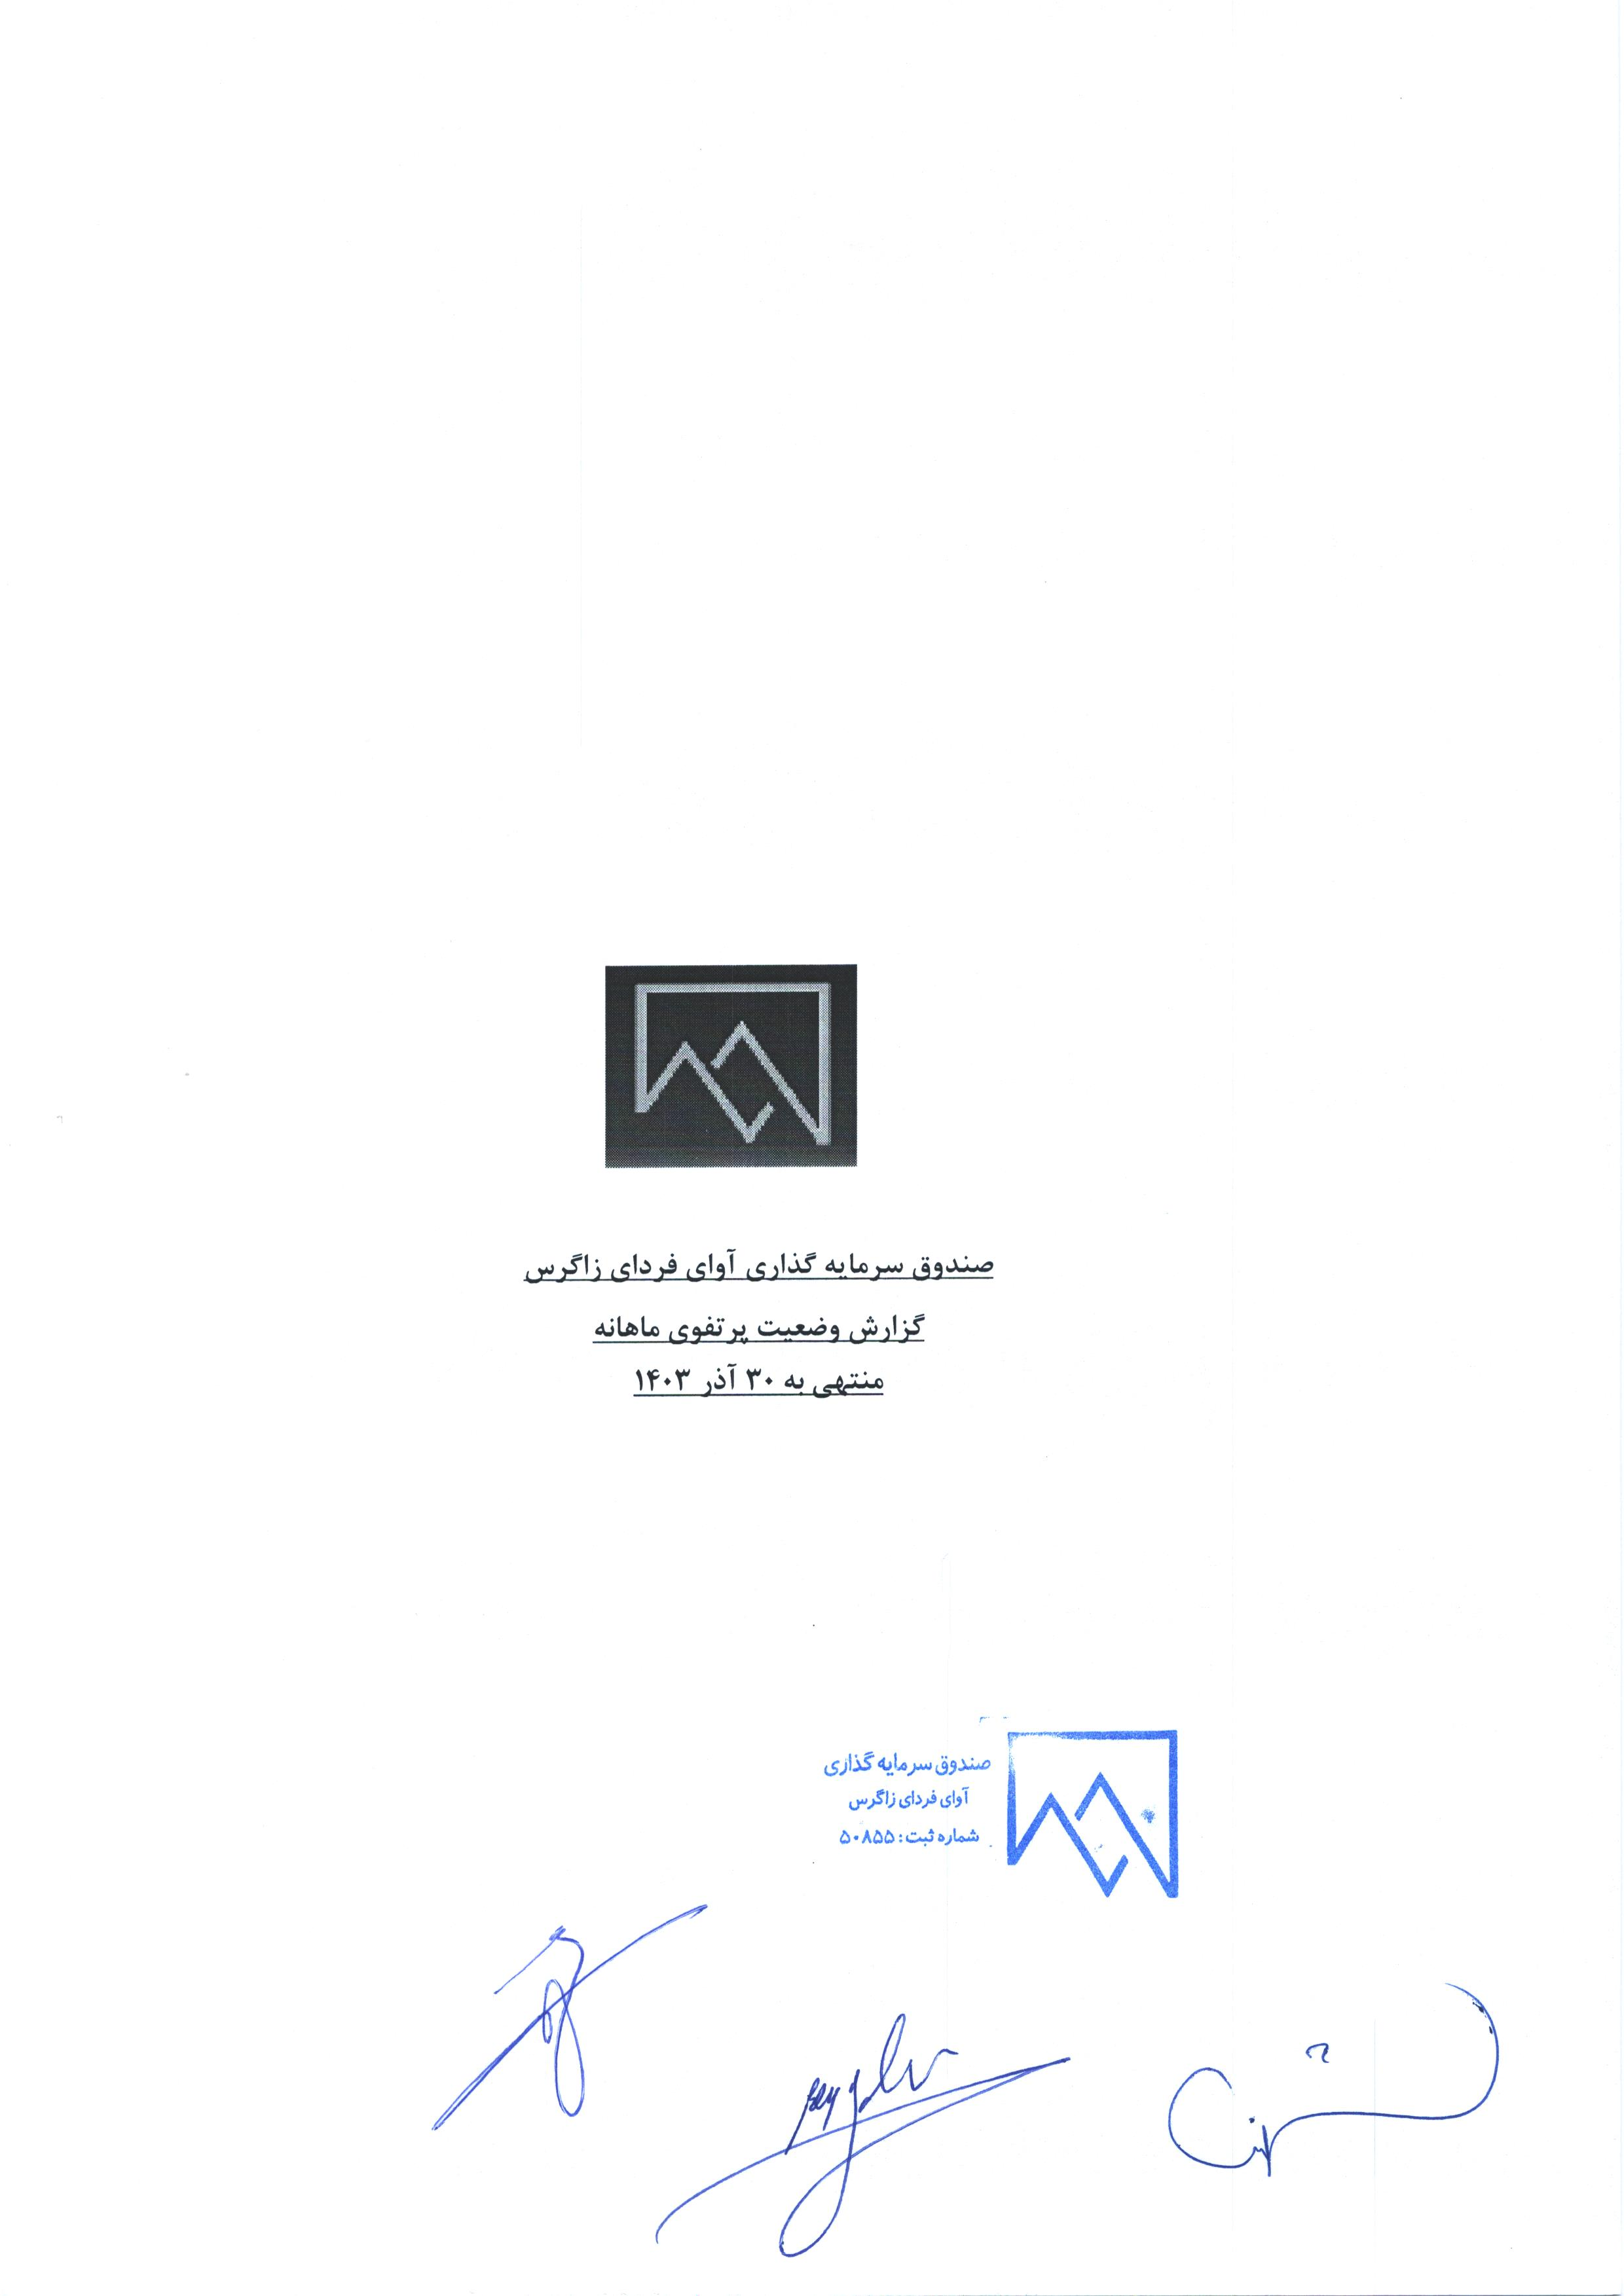 صندوق سرمایه گذاری آوای فردای زاگرس
گزارش وضعیت پرتفوی ماهانه
منتهی به ۳۰ آذر ۱۴۰۳
صندوق سرمایه گذاری
آوای فردای زاگرس
شماره ثبت: ۵۰۸۵۵